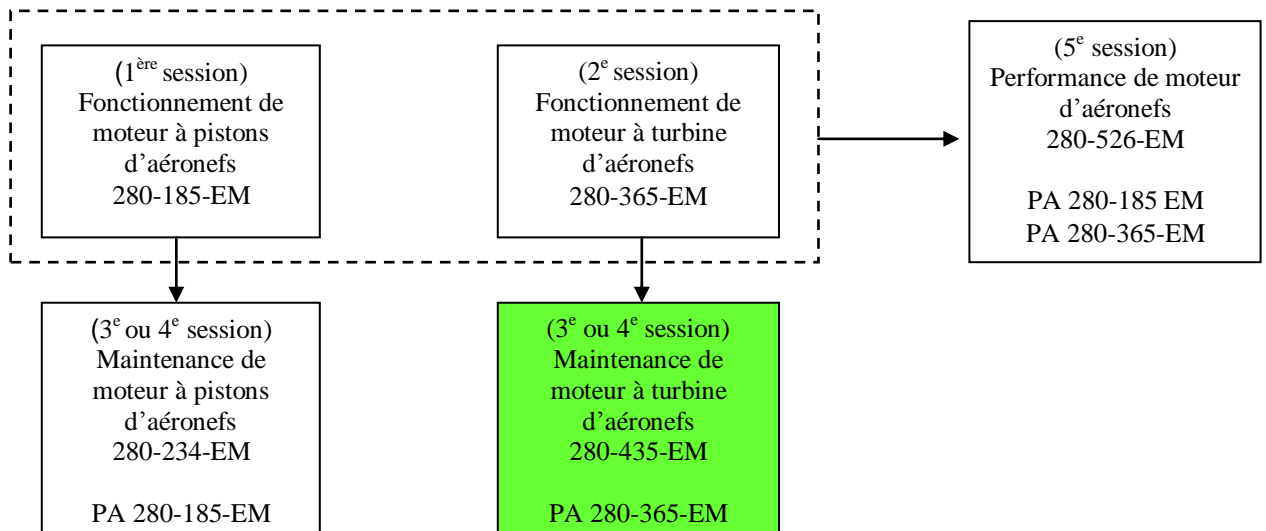 (1ère session)
Fonctionnement de
moteur à pistons
d’aéronefs
280-185-EM
(2e session)
Fonctionnement de
moteur à turbine
d’aéronefs
280-365-EM
(5e session)
Performance de moteur
d’aéronefs
280-526-EM
PA 280-185 EM
PA 280-365-EM
(3e ou 4e session)
Maintenance de
moteur à pistons
d’aéronefs
280-234-EM
PA 280-185-EM
(3e ou 4e session)
Maintenance de
moteur à turbine
d’aéronefs
280-435-EM
PA 280-365-EM